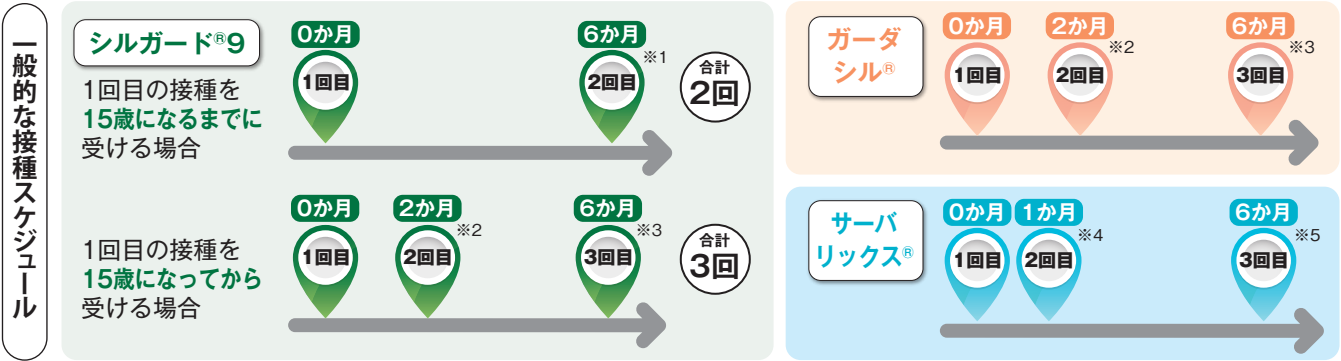 一般的な接種スケジュール
シルガード®9
1回目の接種を
15歳になるまでに
受ける場合
0か月
1回目
6か月
※1
2回目
合計
2回
1回目の接種を
15歳になってから
受ける場合
0か月
1回目
2か月
※2
2回目
6か月
※3
3回目
合計
3回
ガーダ
シル®
0か月
1回目
2か月
※2
2回目
6か月
※3
3回目
サーバ
リックス®
0か月
1回目
1か月
※4
2回目
6か月
※5
3回目